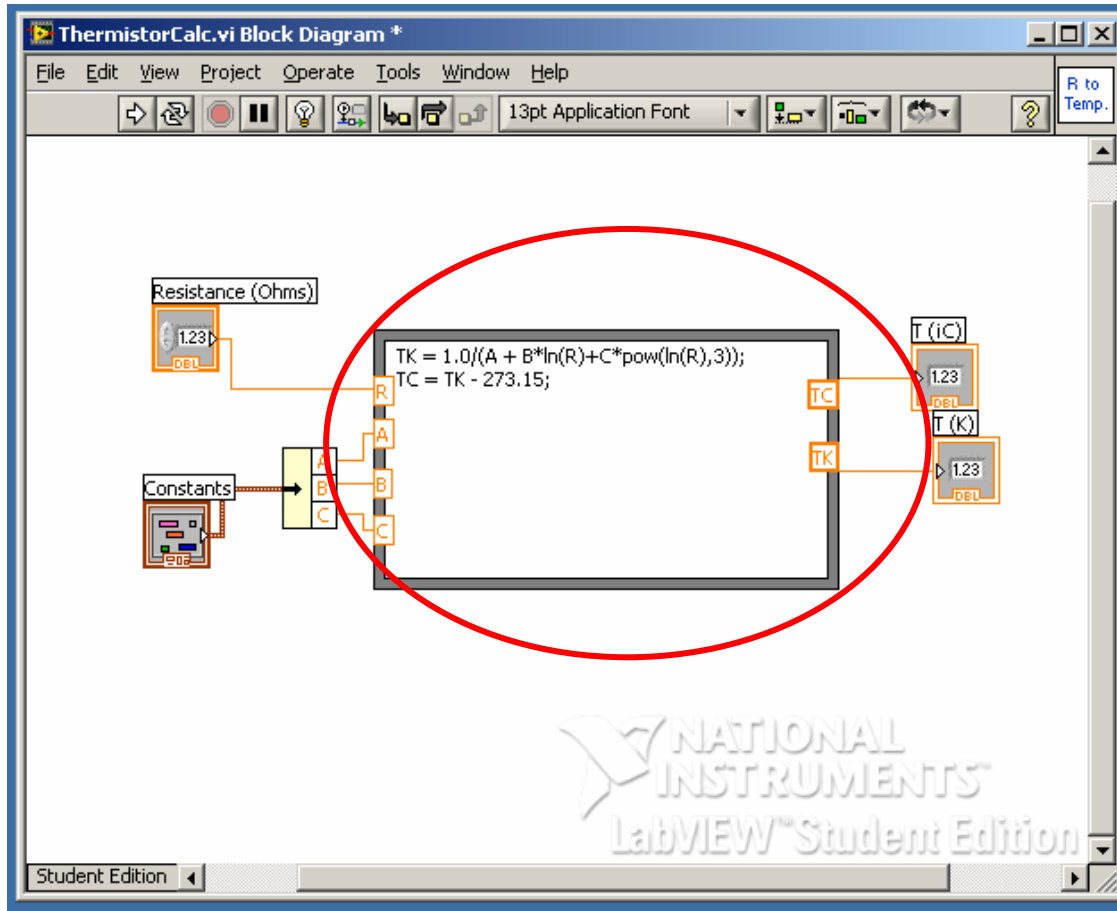 ThermistorCalc.vi Block Diagram *
File Edit View Project Operate Tools Window Help
R to
Temp.
13pt Application Font
Resistance (Ohms)
1.23
DBL
TK = 1.0/(A + B*ln(R)+C*pow(ln(R),3));
TC = TK - 273.15;
R
A
B
C
TC
TK
T (iC)
1.23
DBL
T (K)
1.23
DBL
Constants
A
B
C
NATIONAL
INSTRUMENTS™
LabVIEW™ Student Edition
Student Edition